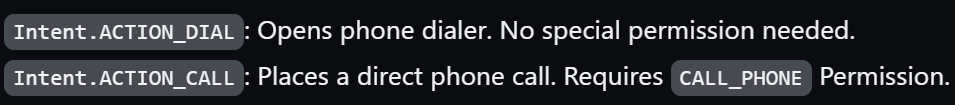 Intent.ACTION_DIAL: Opens phone dialer. No special permission needed.
Intent.ACTION_CALL: Places a direct phone call. Requires CALL_PHONE Permission.